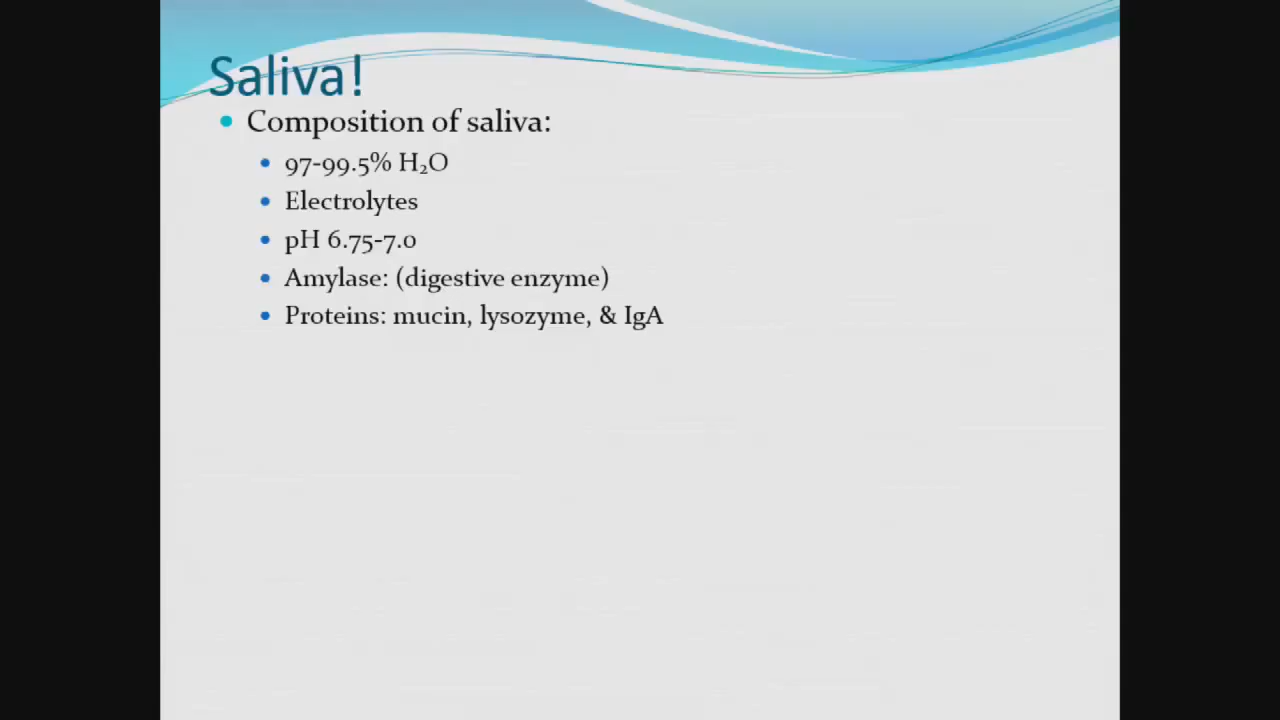 Saliva!
Composition of saliva:
97-99.5% H₂O
Electrolytes
pH 6.75-7.0
Amylase: (digestive enzyme)
Proteins: mucin, lysozyme, & IgA